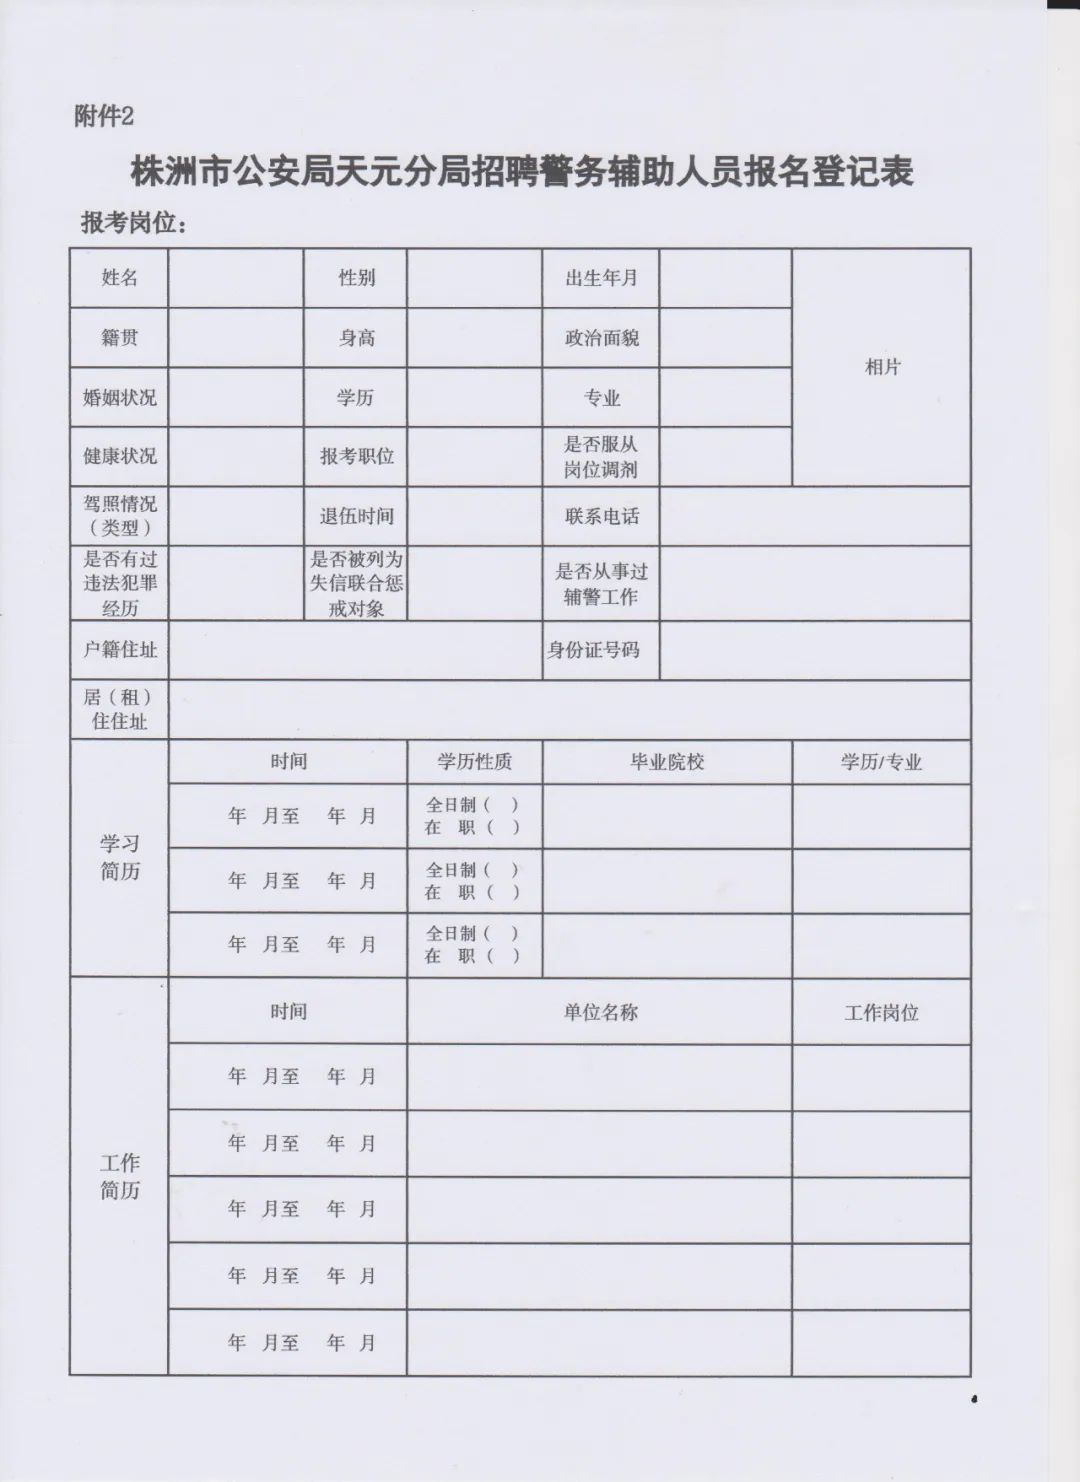 附件2
株洲市公安局天元分局招聘警务辅助人员报名登记表
报考岗位：
姓名 性别 出生年月 相片
籍贯 身高 政治面貌
婚姻状况 学历 专业
健康状况 报考职位 是否服从
岗位调剂
驾照情况
（类型） 退伍时间 联系电话
是否有过
违法犯罪
经历 是否被列为
失信联合惩
戒对象 是否从事过
辅警工作
户籍住址 身份证号码
居（租）
住住址
学习
简历
时间 学历性质 毕业院校 学历/专业
年 月至 年 月 全日制（ ）
在 职（ ）
年 月至 年 月 全日制（ ）
在 职（ ）
年 月至 年 月 全日制（ ）
在 职（ ）
工作
简历
时间 单位名称 工作岗位
年 月至 年 月
年 月至 年 月
年 月至 年 月
年 月至 年 月
年 月至 年 月